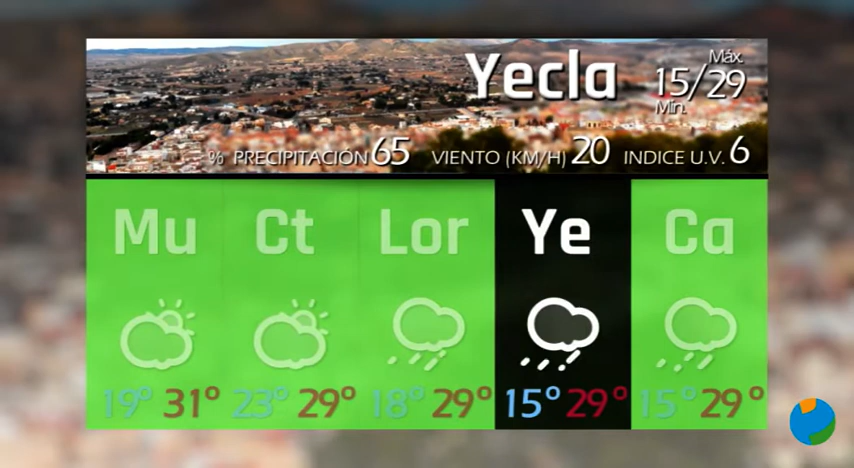 Yecla
Máx.
15/29
Mín.
% PRECIPITACIÓN 65 VIENTO (KM/H) 20 INDICE U.V. 6
Mu Ct Lor Ye Ca
19° 31° 23° 29° 18° 29° 15° 29° 15° 29°